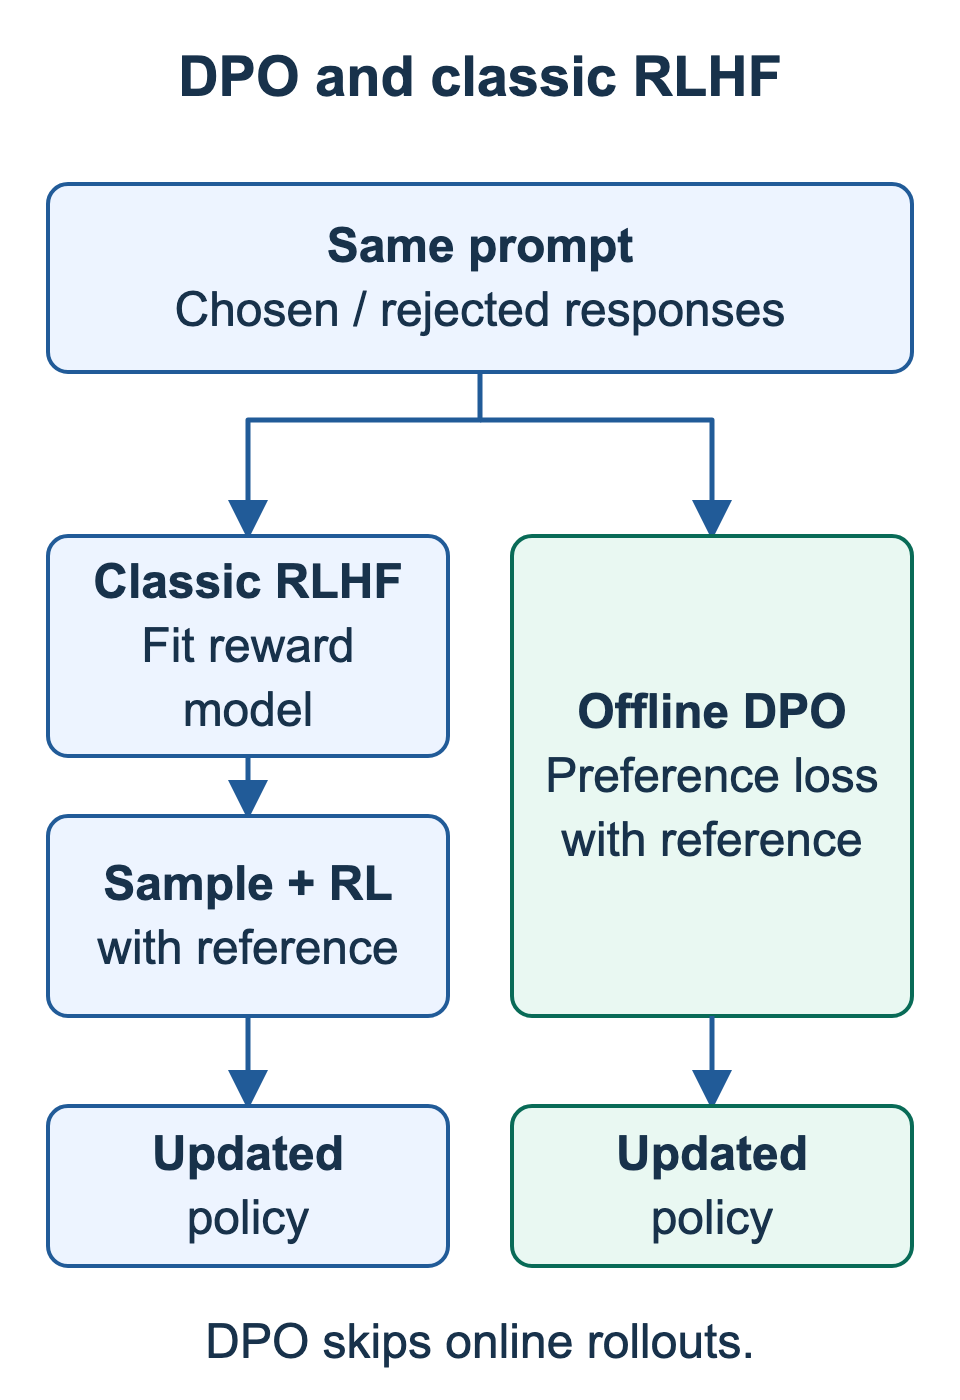 DPO and classic RLHF
Same prompt
Chosen / rejected responses
Classic RLHF
Fit reward
model
Sample + RL
with reference
Updated
policy
Offline DPO
Preference loss
with reference
Updated
policy
DPO skips online rollouts.